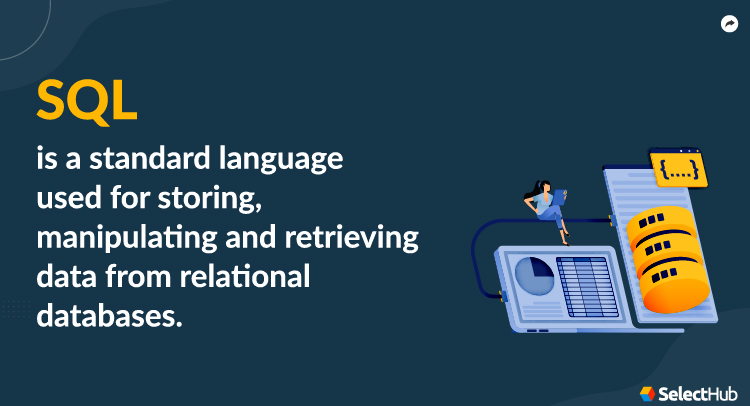 SQL
is a standard language
used for storing,
manipulating and retrieving
data from relational
databases.
{....}
SelectHub